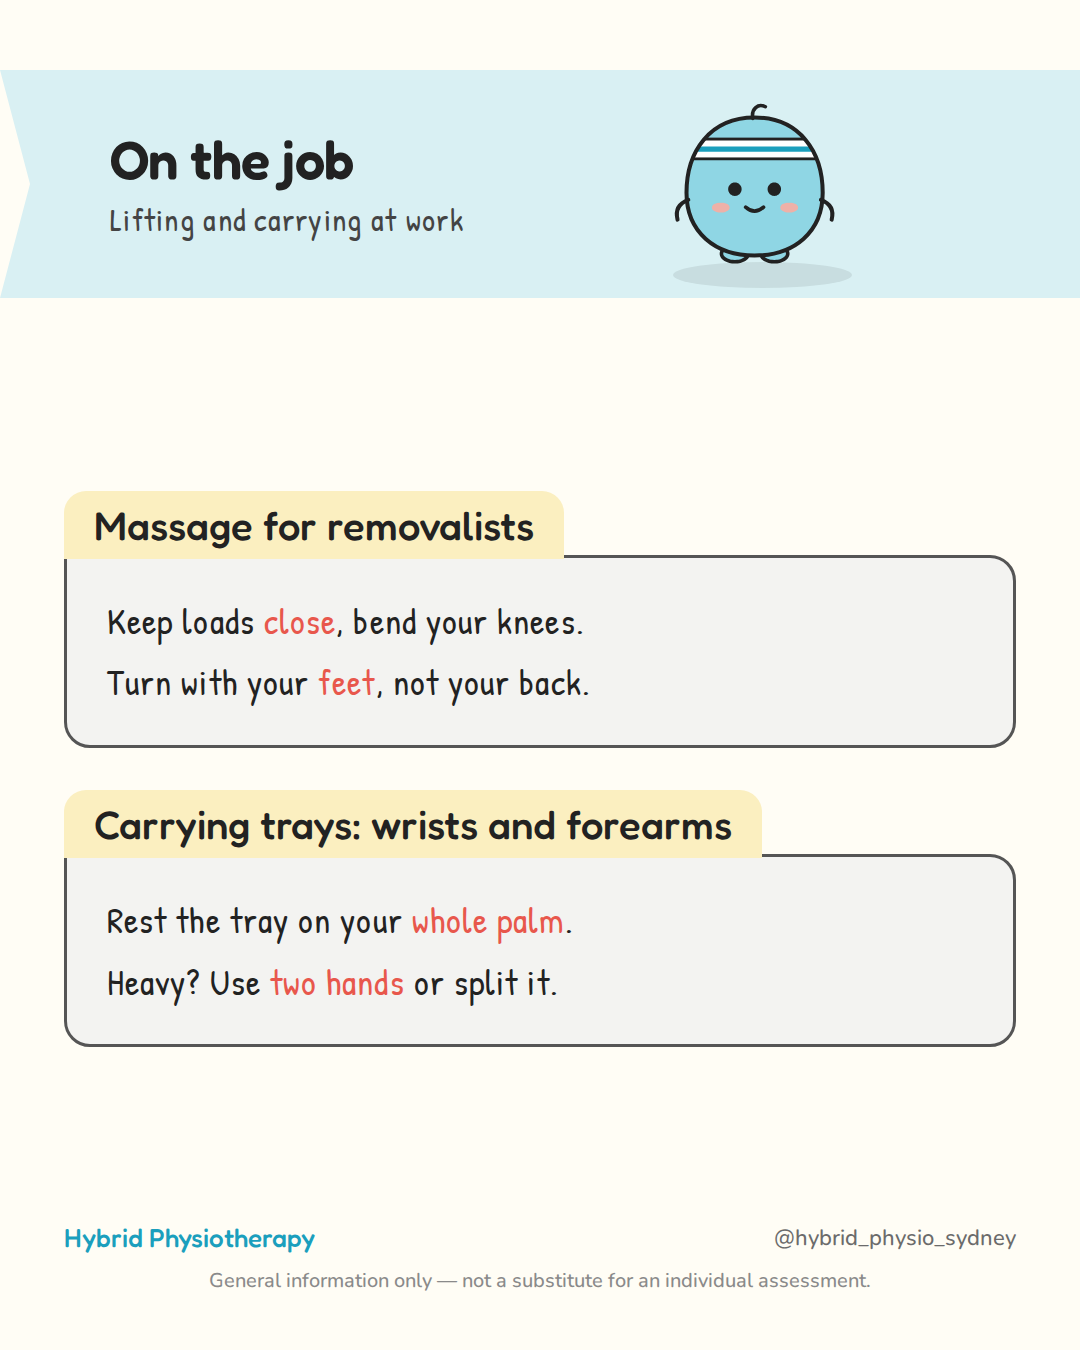 On the job
Lifting and carrying at work
Massage for removalists
Keep loads close, bend your knees.
Turn with your feet, not your back.
Carrying trays: wrists and forearms
Rest the tray on your whole palm.
Heavy? Use two hands or split it.
Hybrid Physiotherapy
@hybrid_physio_sydney
General information only — not a substitute for an individual assessment.